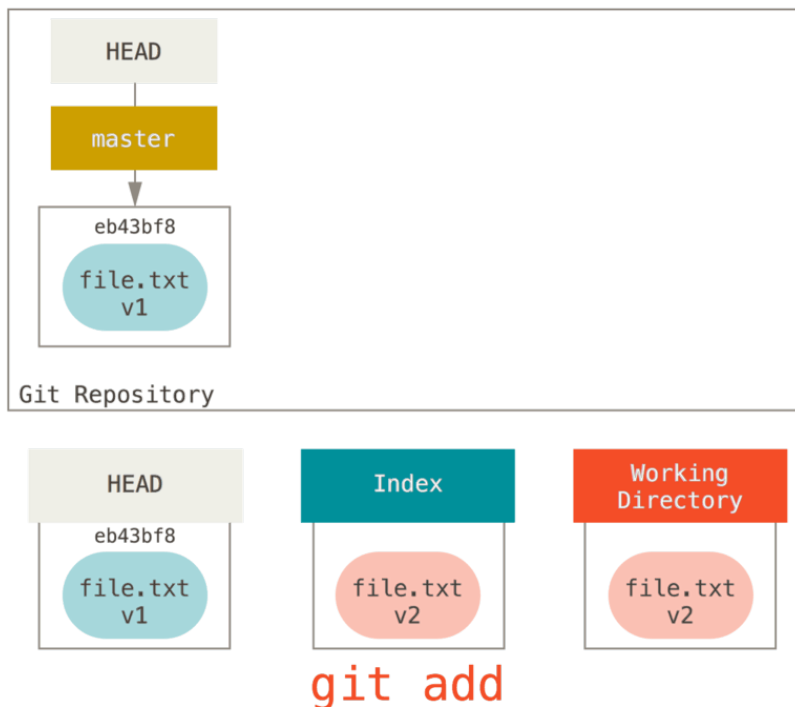 HEAD
master
eb43bf8
file.txt
v1
Git Repository
HEAD
eb43bf8
file.txt
v1
Index
file.txt
v2
Working
Directory
file.txt
v2
git add